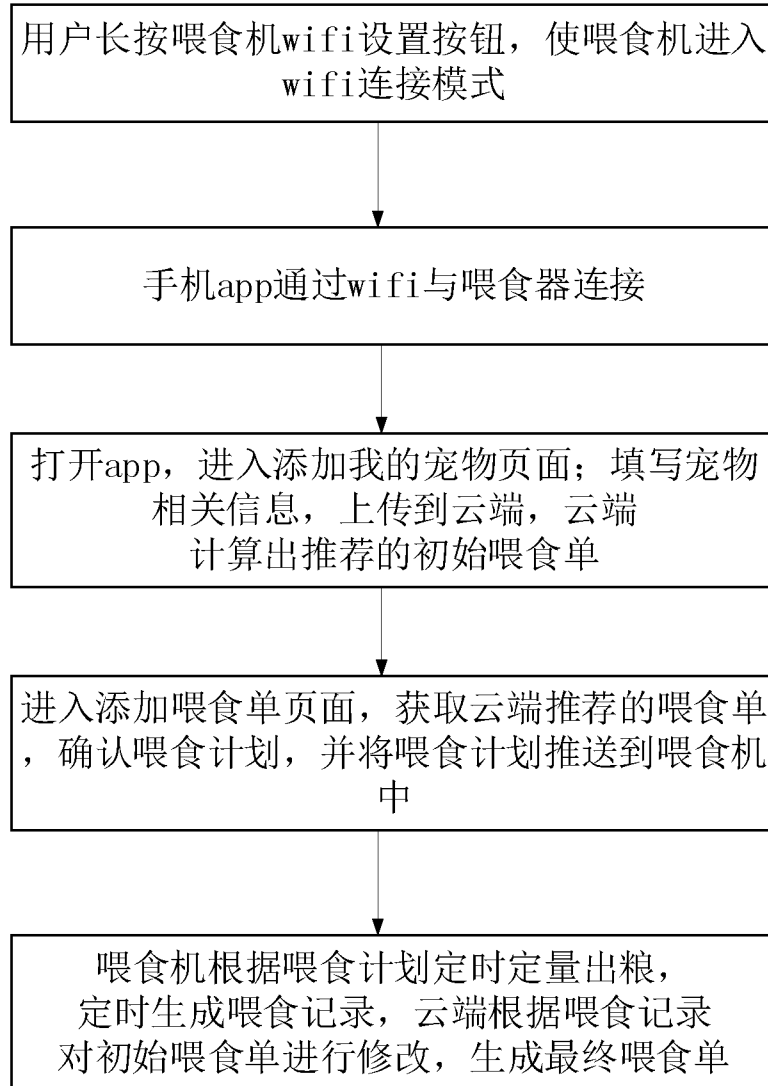 用户长按喂食机wifi设置按钮，使喂食机进入
wifi连接模式
手机app通过wifi与喂食器连接
打开app，进入添加我的宠物页面；填写宠物
相关信息，上传到云端，云端
计算出推荐的初始喂食单
进入添加喂食单页面，获取云端推荐的喂食单
，确认喂食计划，并将喂食计划推送到喂食机
中
喂食机根据喂食计划定时定量出粮，
定时生成喂食记录，云端根据喂食记录
对初始喂食单进行修改，生成最终喂食单